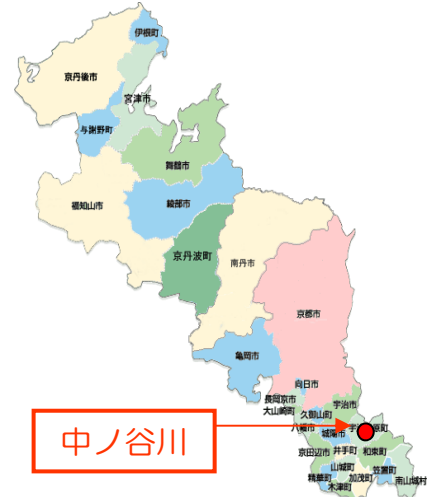 伊根町
京丹後市
宮津市
与謝野町
舞鶴市
福知山市
綾部市
京丹波町
南丹市
京都市
亀岡市
向日市
長岡京市
大山崎町
宇治市
久御山町
八幡市
城陽市
宇 原町
井手町
京田辺市
和束町
山城町
精華町
加茂町
笠置町
木津町
南山城村
中ノ谷川